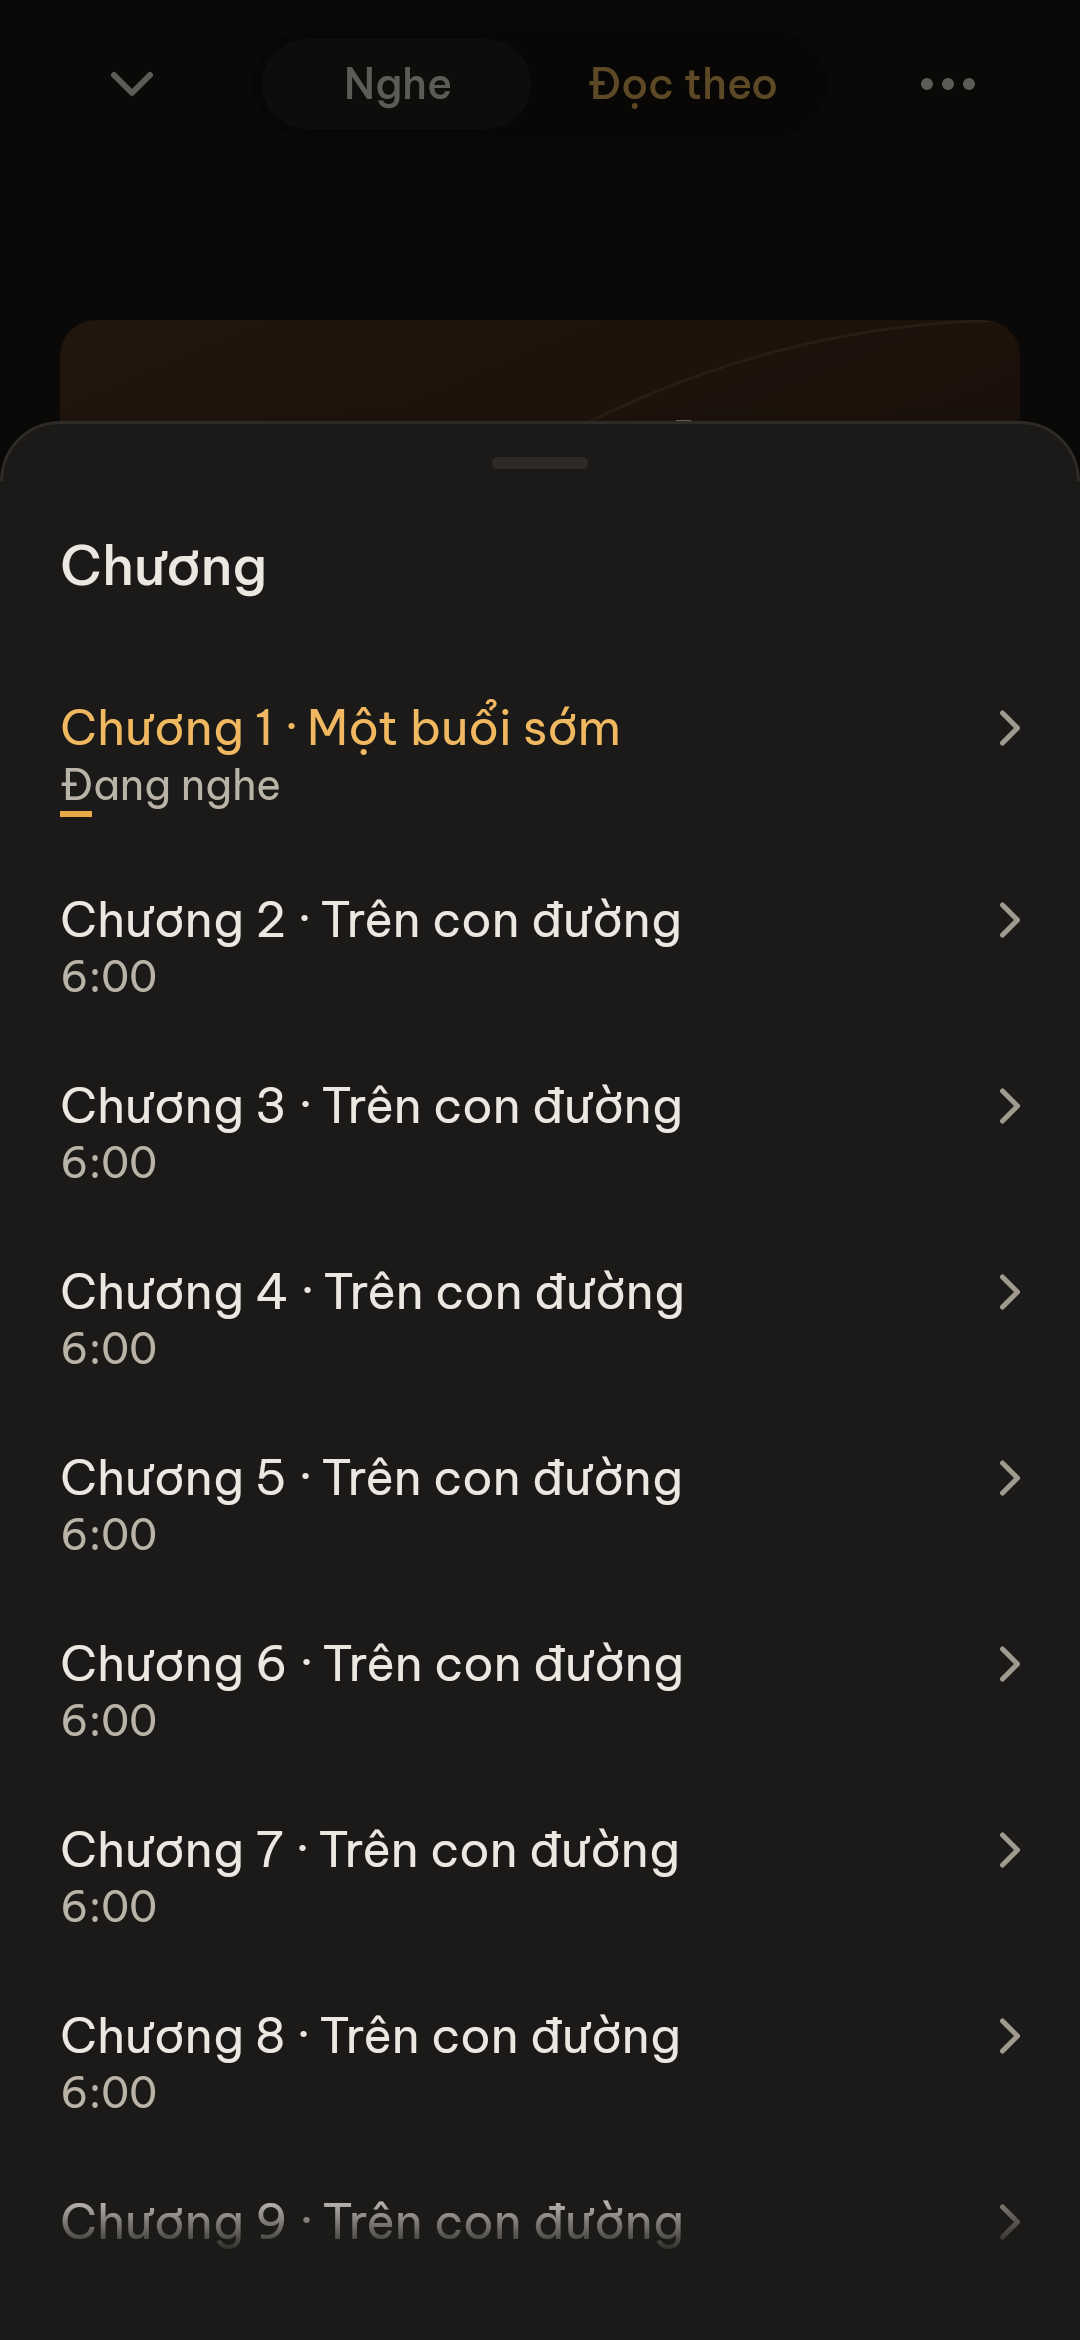 Nghe
Đọc theo
Chương
Chương 1 · Một buổi sớm
Đang nghe
Chương 2 · Trên con đường
6:00
Chương 3 · Trên con đường
6:00
Chương 4 · Trên con đường
6:00
Chương 5 · Trên con đường
6:00
Chương 6 · Trên con đường
6:00
Chương 7 · Trên con đường
6:00
Chương 8 · Trên con đường
6:00
Chương 9 · Trên con đường